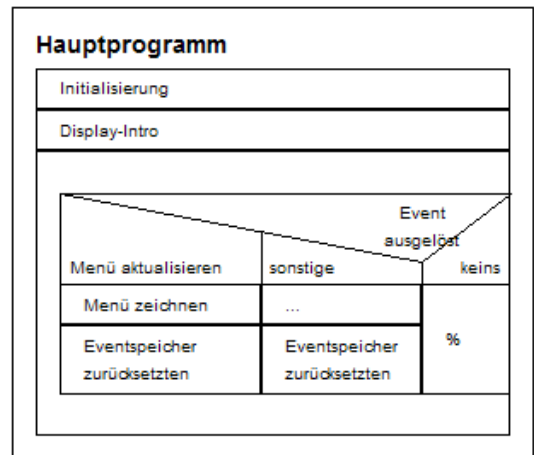 Hauptprogramm
Initialisierung
Display-Intro
Event
ausgelöst
Menü aktualisieren
sonstige
keins
Menü zeichnen
...
%
Eventspeicher
zurücksetzten
Eventspeicher
zurücksetzten